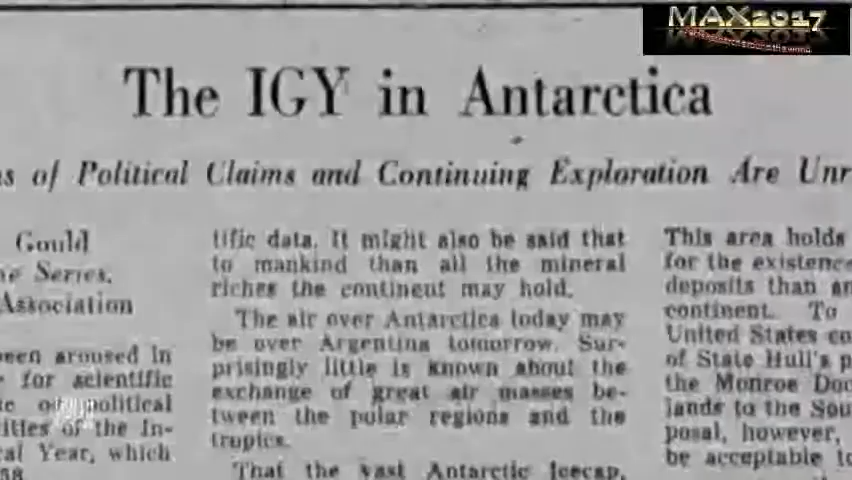 MAX2017
The IGY in Antarctica
s of Political Claims and Continuing Exploration Are Unr
Gould
e Series.
Association
een aroused in
for scientific
ic or political
ities of the In-
al Year, which
58
tific data. It might also be said that
to mankind than all the mineral
riches the continent may hold.
The air over Antarctica today may
be over Argentina tomorrow. Sur-
prisingly little is known about the
exchange of great air masses be-
tween the polar regions and the
tropics.
That the vast Antarctic Icecap,
This area holds
for the existence
deposits than an
continent. To
United States co
of State Hull's p
the Monroe Doc
lands to the Sou
posal, however,
be acceptable to